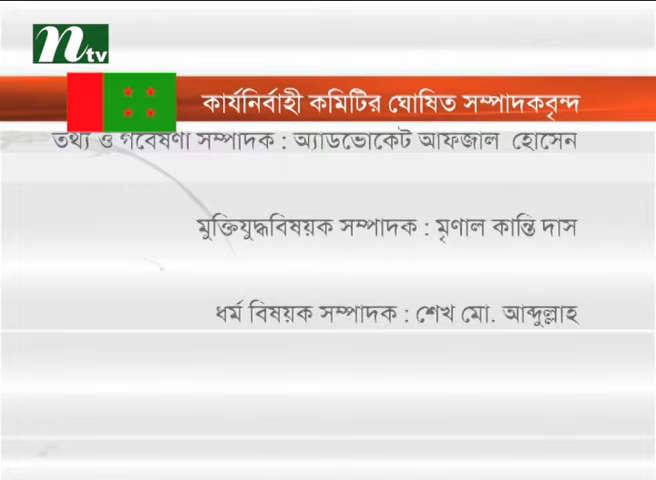 ntv
কার্যনির্বাহী কমিটির ঘোষিত সম্পাদকবৃন্দ
তথ্য ও গবেষণা সম্পাদক : অ্যাডভোকেট আফজাল হোসেন
মুক্তিযুদ্ধবিষয়ক সম্পাদক : মৃণাল কান্তি দাস
ধর্ম বিষয়ক সম্পাদক : শেখ মো. আব্দুল্লাহ